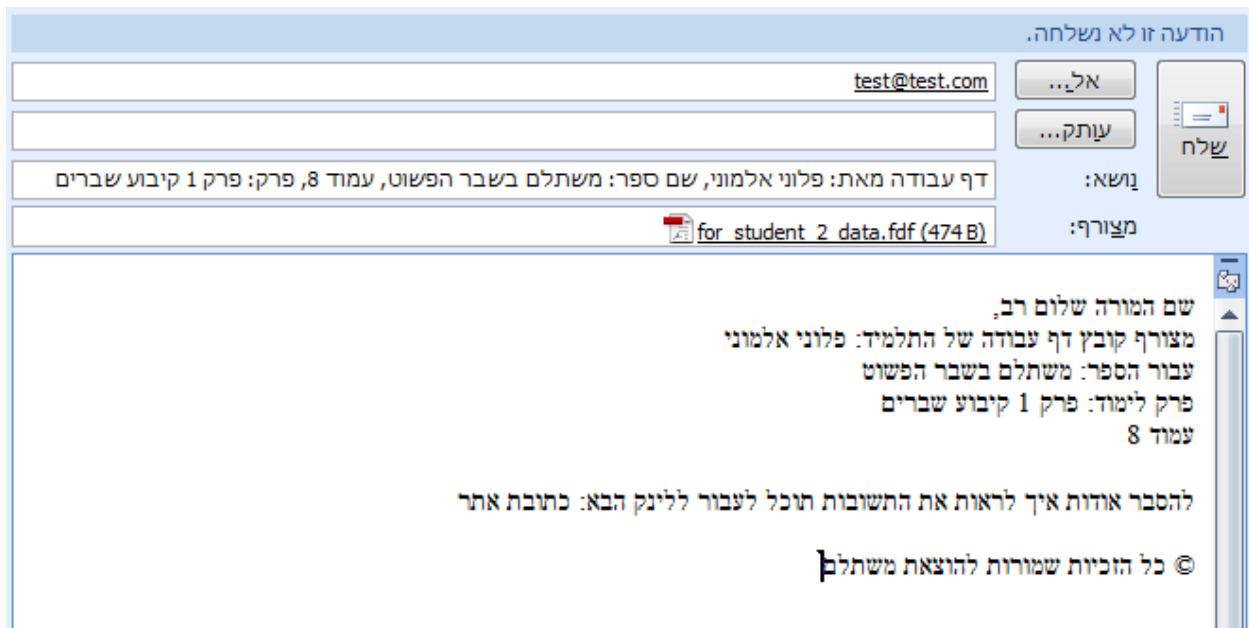 הודעה זו לא נשלחה.
שלח
אל... test@test.com
עותק...
נושא: דף עבודה מאת: פלוני אלמוני, שם ספר: משתלם בשבר הפשוט, עמוד 8, פרק: פרק 1 קיבוע שברים
מצורף: for_student_2_data.fdf (474 B)
שם המורה שלום רב,
מצורף קובץ דף עבודה של התלמיד: פלוני אלמוני
עבור הספר: משתלם בשבר הפשוט
פרק לימוד: פרק 1 קיבוע שברים
עמוד 8
להסבר אודות איך לראות את התשובות תוכל לעבור ללינק הבא: כתובת אתר
© כל הזכיות שמורות להוצאת משתלם